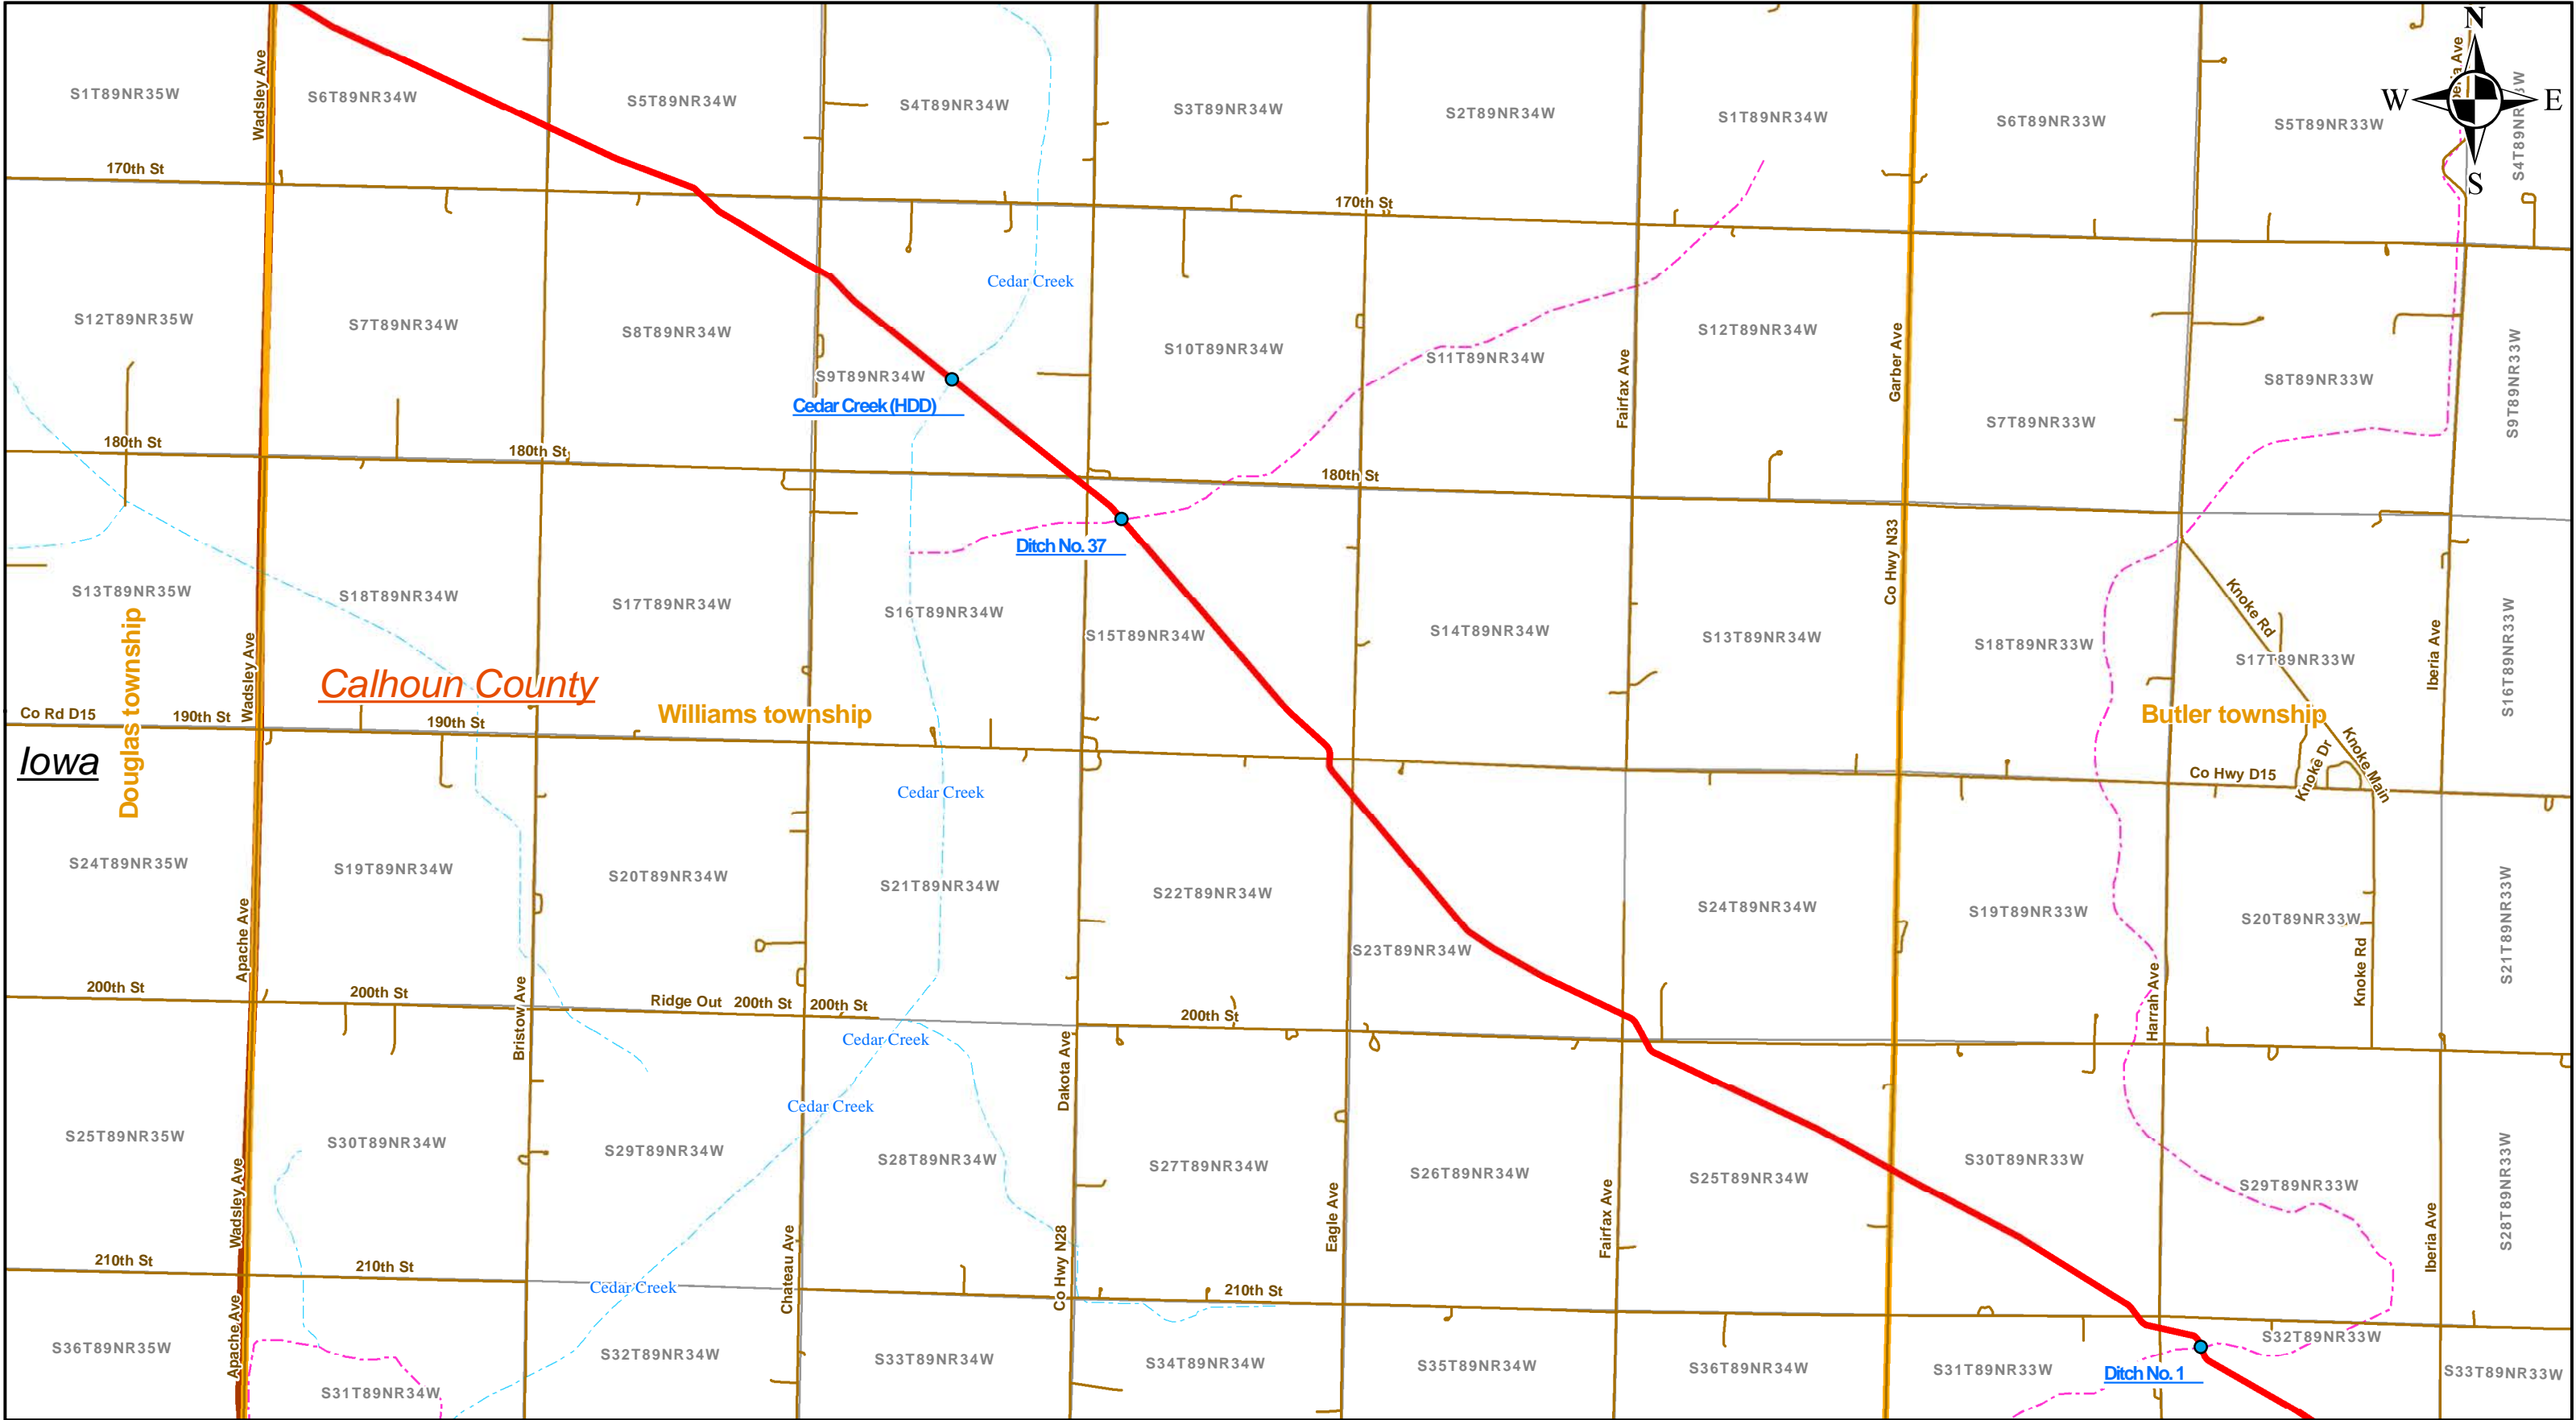 N
W
E
S
Wadsley Ave
S1T89NR35W
S6T89NR34W
S5T89NR34W
S4T89NR34W
S3T89NR34W
S2T89NR34W
S1T89NR34W
S6T89NR33W
S5T89NR33W
170th St
170th St
Cedar Creek
S12T89NR35W
S7T89NR34W
S8T89NR34W
S9T89NR34W
S10T89NR34W
S11T89NR34W
S12T89NR34W
Fairfax Ave
Garber Ave
S7T89NR33W
S8T89NR33W
S9T89NR33W
Cedar Creek (HDD)
180th St
180th St
180th St
Ditch No. 37
Co Hwy N33
S13T89NR35W
S18T89NR34W
S17T89NR34W
S16T89NR34W
S15T89NR34W
S14T89NR34W
S13T89NR34W
S18T89NR33W
Knoke Rd
S17T89NR33W
Iberia Ave
S16T89NR33W
Douglas township
Wadsley Ave
Calhoun County
Williams township
Butler township
Co Rd D15
190th St
190th St
Co Hwy D15
Knoke Dr
Knoke Main
Iowa
Cedar Creek
S24T89NR35W
S19T89NR34W
S20T89NR34W
S21T89NR34W
S22T89NR34W
S23T89NR34W
S24T89NR34W
S19T89NR33W
S20T89NR33W
S21T89NR33W
Apache Ave
Knoke Rd
Harrah Ave
200th St
200th St
Bristow Ave
Ridge Out
200th St
200th St
200th St
Cedar Creek
Dakota Ave
Cedar Creek
S25T89NR35W
S30T89NR34W
S29T89NR34W
S28T89NR34W
S27T89NR34W
S26T89NR34W
S25T89NR34W
S30T89NR33W
S29T89NR33W
S28T89NR33W
Wadsley Ave
Eagle Ave
Fairfax Ave
Iberia Ave
Chateau Ave
Co Hwy N28
210th St
210th St
Cedar Creek
210th St
Apache Ave
S36T89NR35W
S31T89NR34W
S32T89NR34W
S33T89NR34W
S34T89NR34W
S35T89NR34W
S36T89NR34W
S31T89NR33W
Ditch No. 1
S32T89NR33W
S33T89NR33W